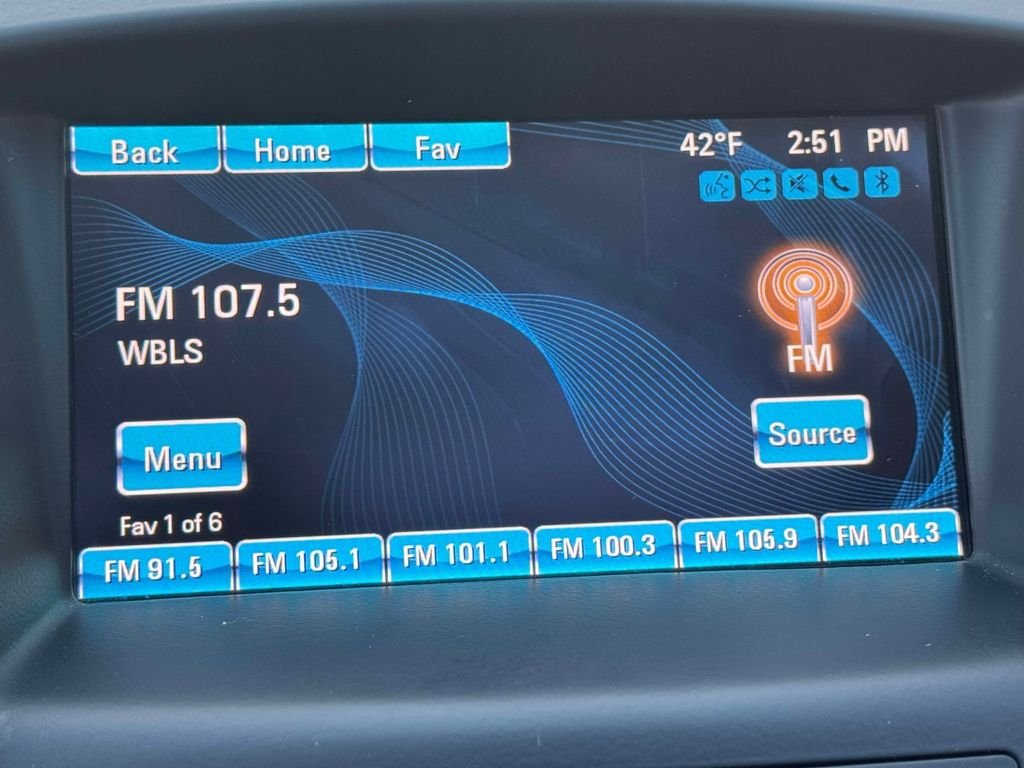 Back Home Fav 42°F 2:51 PM
FM 107.5
WBLS
FM
Source
Menu
Fav 1 of 6
FM 91.5 FM 105.1 FM 101.1 FM 100.3 FM 105.9 FM 104.3